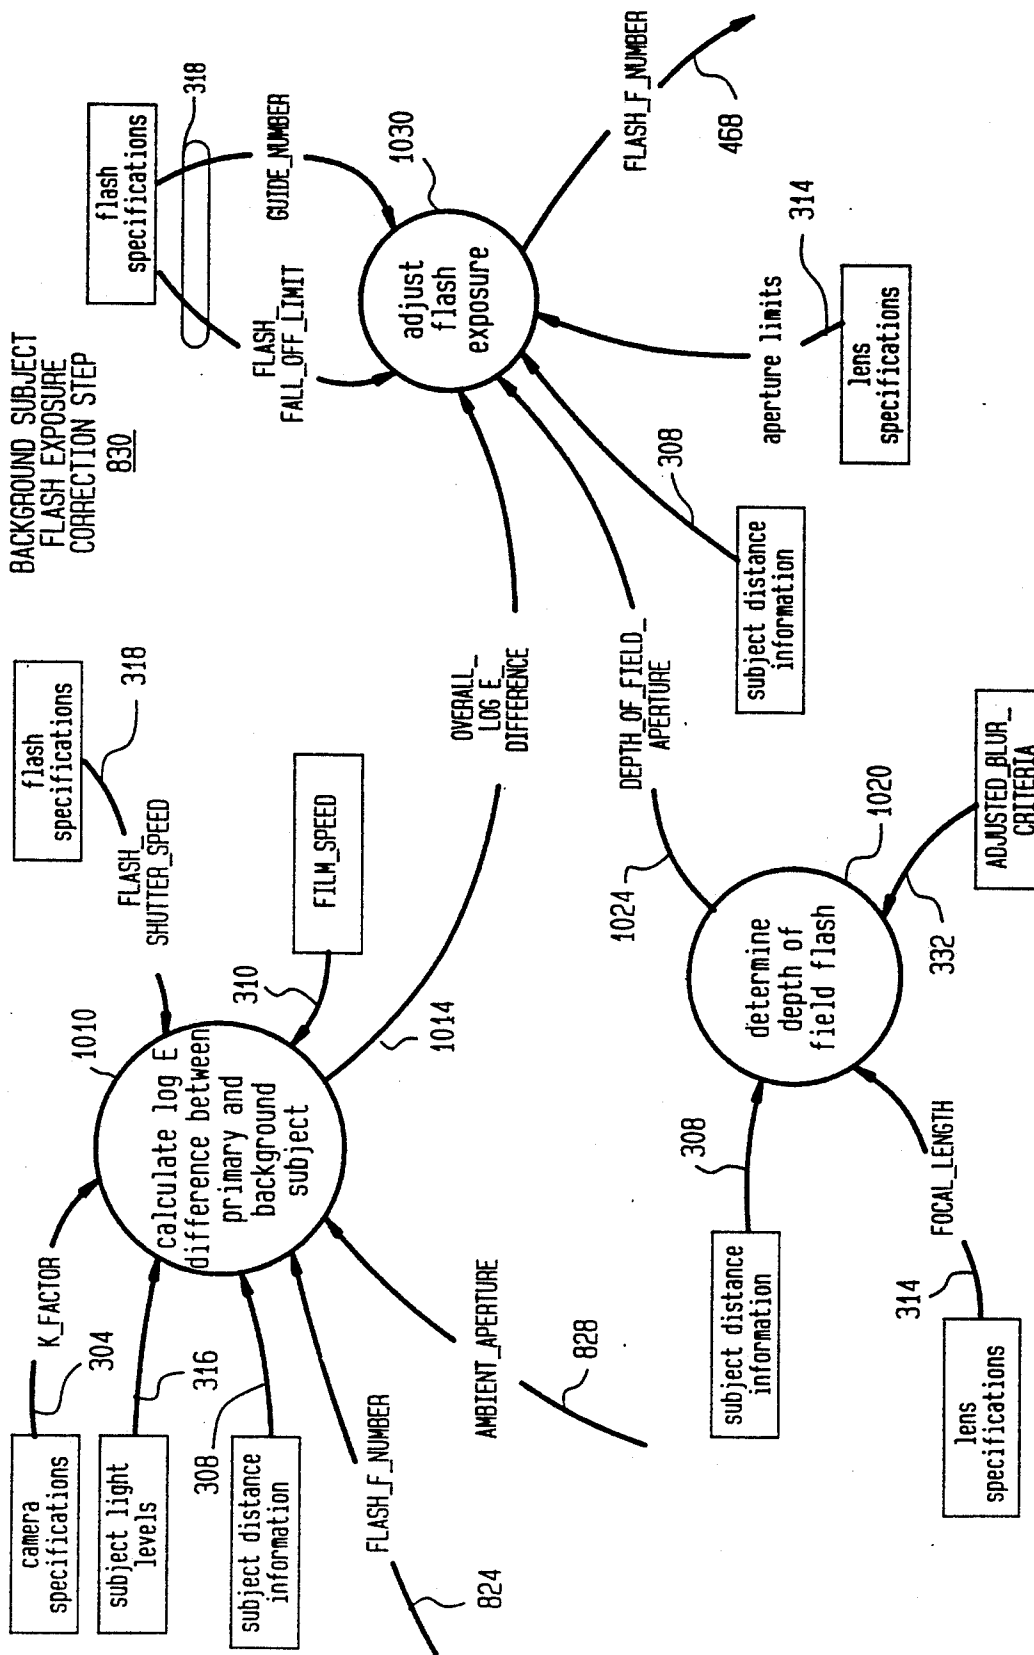 BACKGROUND SUBJECT
FLASH EXPOSURE
CORRECTION STEP
830
camera
specifications
304
K_FACTOR
subject light
levels
316
subject distance
information
308
FLASH_F_NUMBER
824
AMBIENT_APERTURE
828
1010
calculate log E
difference between
primary and
background
subject
flash
specifications
318
FLASH_
SHUTTER_SPEED
FILM_SPEED
310
1014
OVERALL_
LOG E_
DIFFERENCE
flash
specifications
318
FLASH_
FALL_OFF_LIMIT
GUIDE_NUMBER
1030
adjust
flash
exposure
FLASH_F_NUMBER
468
subject distance
information
308
aperture limits
314
lens
specifications
DEPTH_OF_FIELD_
APERTURE
1024
subject distance
information
308
determine
depth of
field flash
1020
lens
specifications
314
FOCAL_LENGTH
332
ADJUSTED_BLUR_
CRITERIA